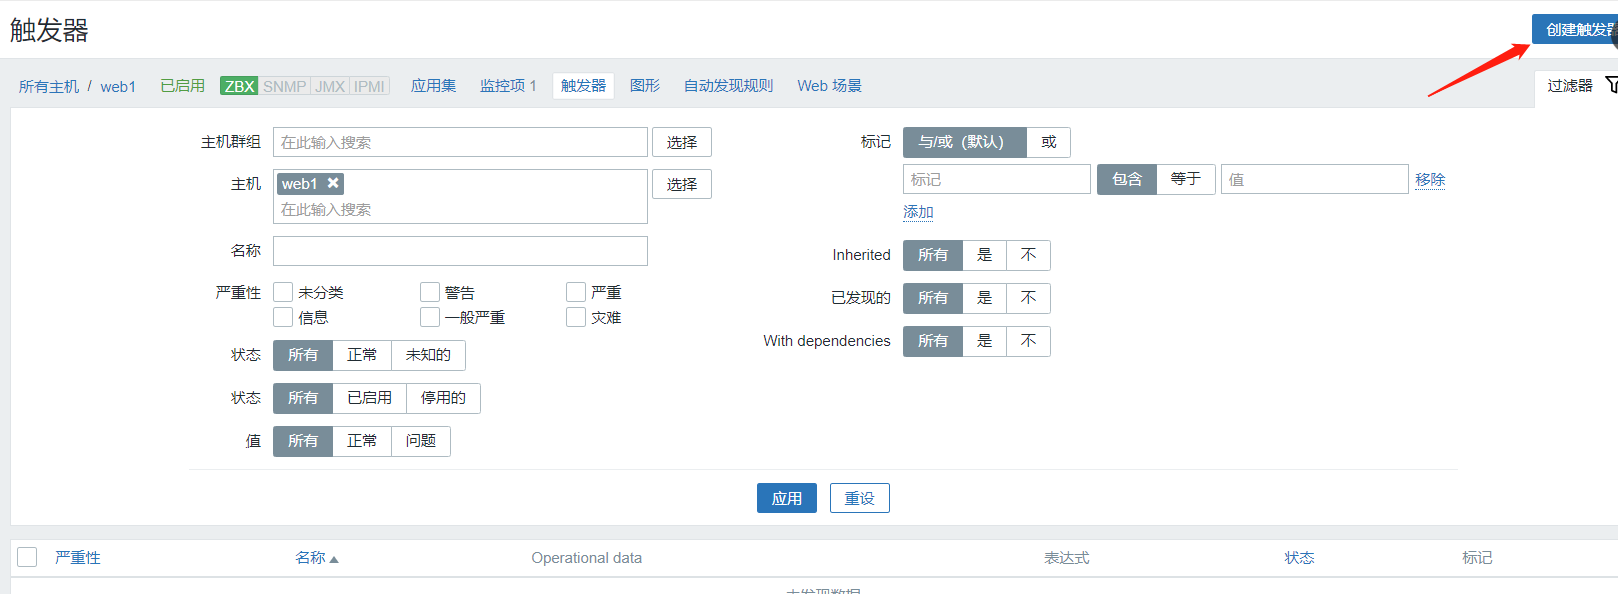 触发器
创建触发器
所有主机 / web1 已启用 ZBX SNMP JMX IPMI 应用集 监控项 1 触发器 图形 自动发现规则 Web 场景
过滤器
主机群组 在此输入搜索 选择
主机 web1 在此输入搜索 选择
名称
严重性 未分类 警告 严重
信息 一般严重 灾难
状态 所有 正常 未知的
状态 所有 已启用 停用的
值 所有 正常 问题
标记 与/或（默认） 或
标记 包含 等于 值 移除
添加
Inherited 所有 是 不
已发现的 所有 是 不
With dependencies 所有 是 不
应用 重设
严重性 名称 Operational data 表达式 状态 标记